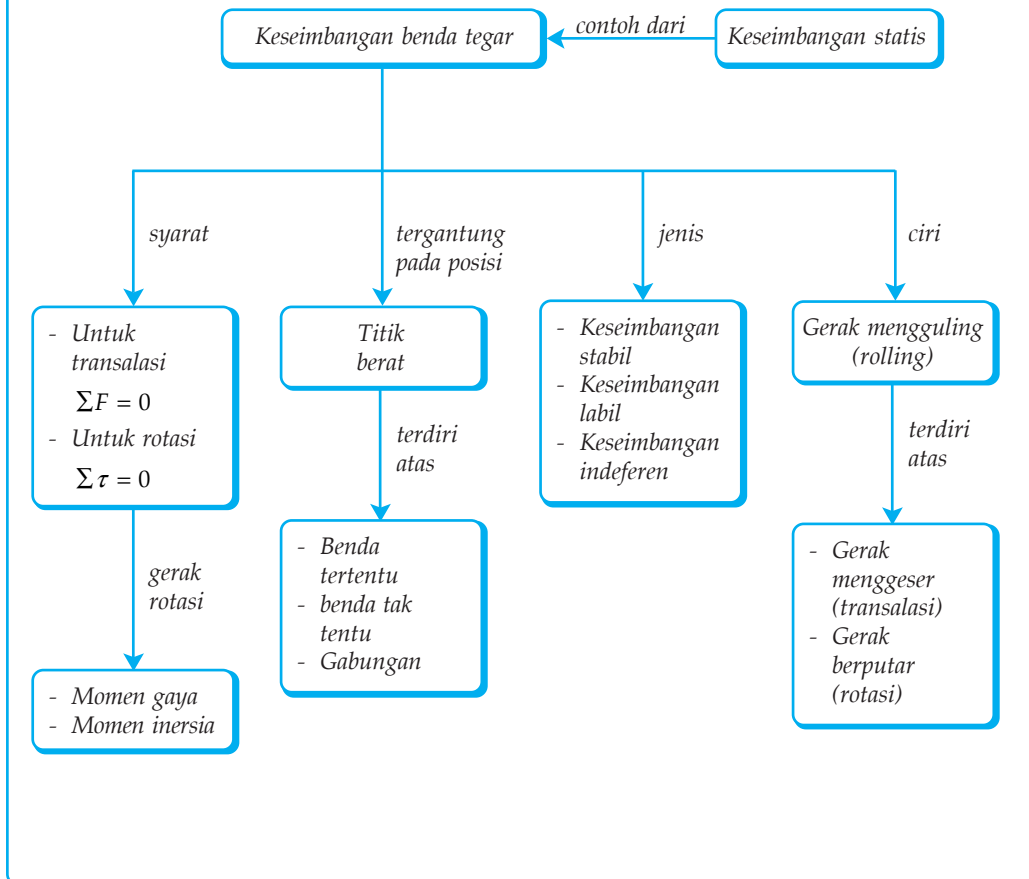 Keseimbangan benda tegar
contoh dari
Keseimbangan statis
syarat
tergantung
pada posisi
jenis
ciri
- Untuk
transalasi
∑F = 0
- Untuk rotasi
∑τ = 0
Titik
berat
- Keseimbangan
stabil
- Keseimbangan
labil
- Keseimbangan
indeferen
Gerak mengguling
(rolling)
gerak
rotasi
terdiri
atas
terdiri
atas
- Momen gaya
- Momen inersia
- Benda
tertentu
- benda tak
tentu
- Gabungan
- Gerak
menggeser
(transalasi)
- Gerak
berputar
(rotasi)